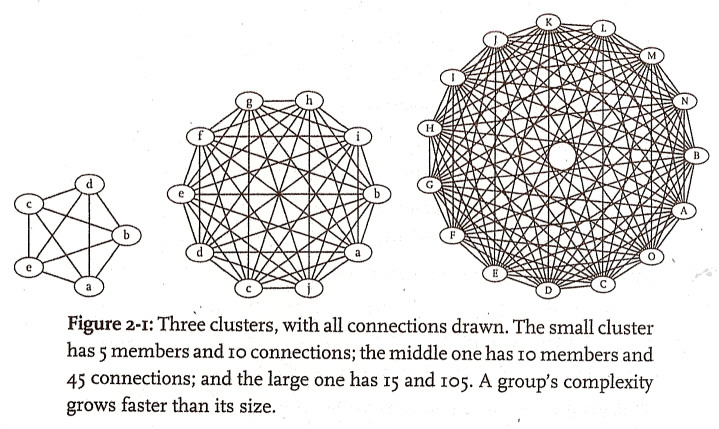 K
J
L
M
I
N
g
h
H
f
i
B
d
G
e
b
c
A
b
F
d
a
O
e
E
a
c
j
D
C
Figure 2-1: Three clusters, with all connections drawn. The small cluster
has 5 members and 10 connections; the middle one has 10 members and
45 connections; and the large one has 15 and 105. A group's complexity
grows faster than its size.